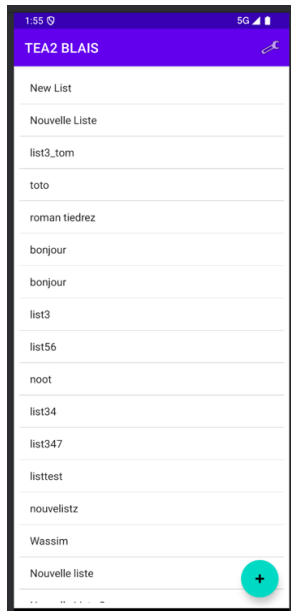 1:55 5G
TEA2 BLAIS
New List
Nouvelle Liste
list3_tom
toto
roman tiedrez
bonjour
bonjour
list3
list56
noot
list34
list347
listtest
nouvelistz
Wassim
Nouvelle liste
+